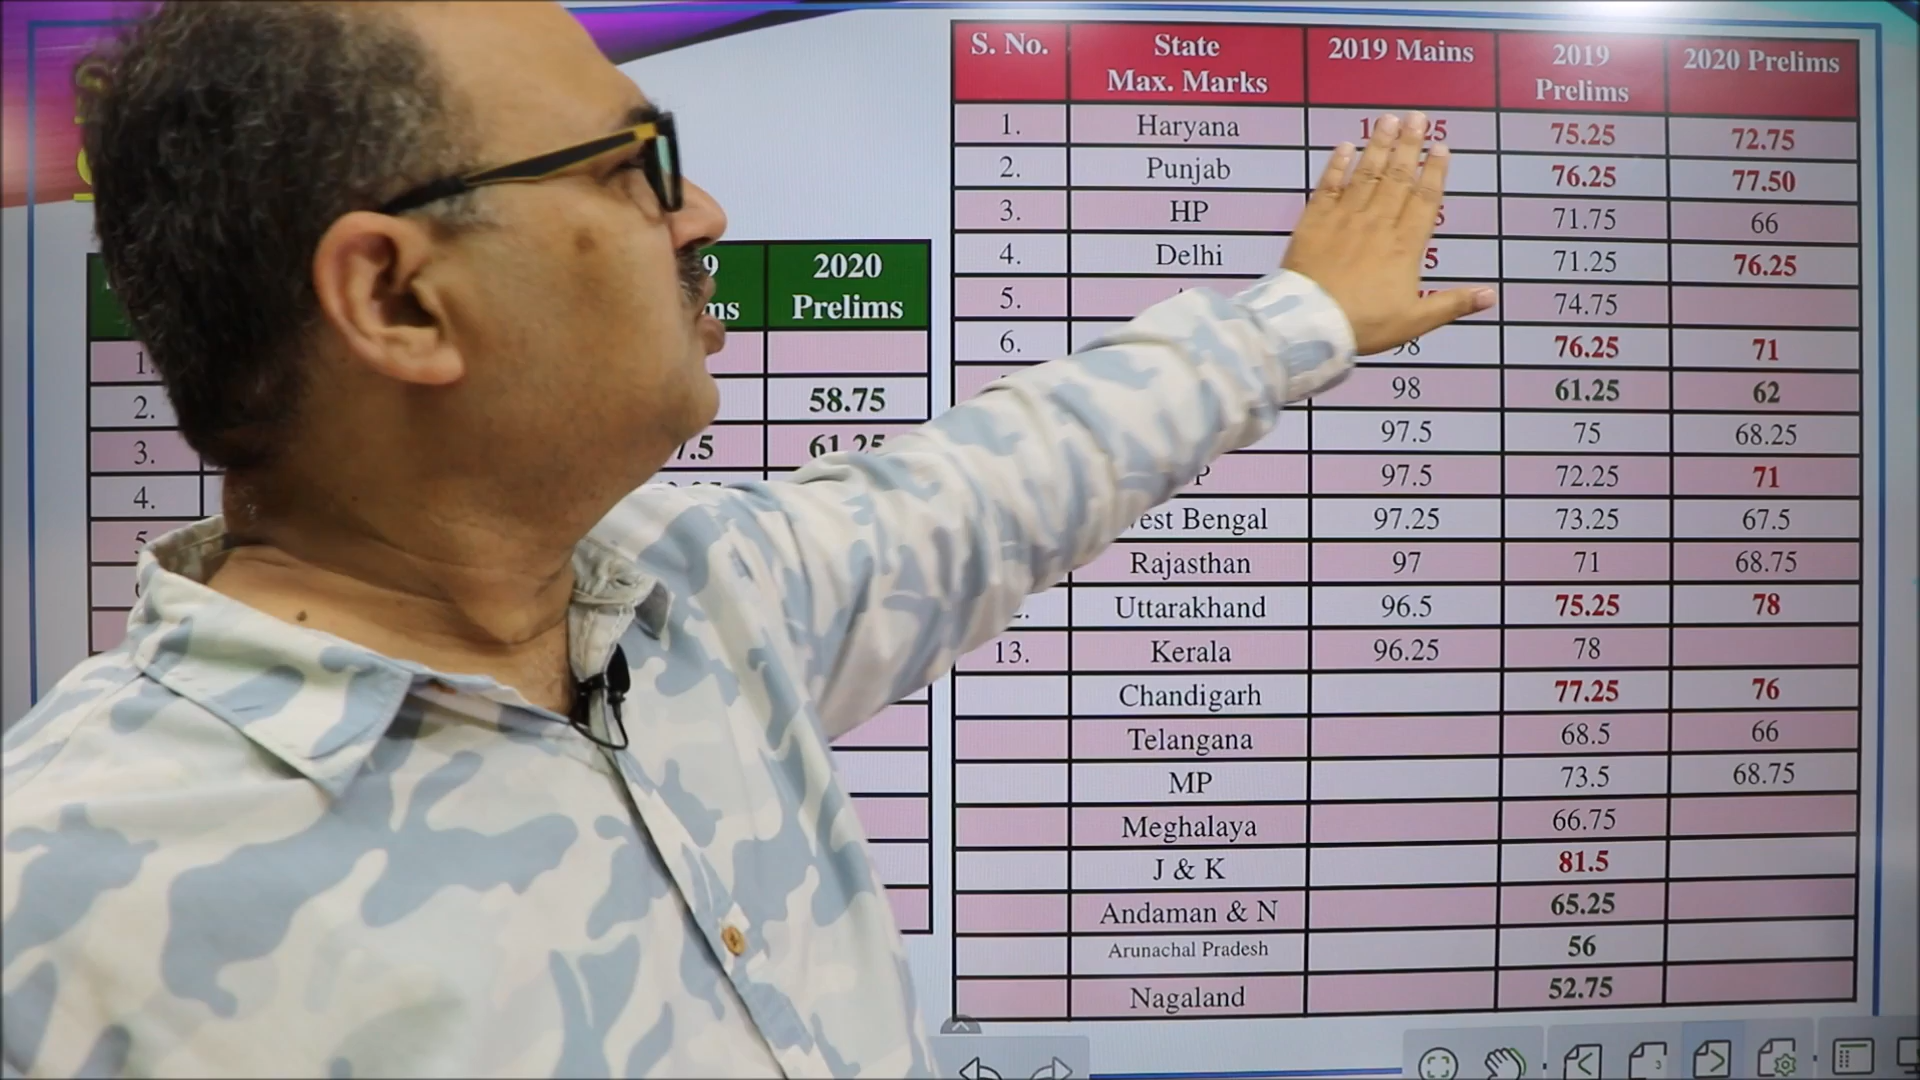 S. No. State Max. Marks 2019 Mains 2019 Prelims 2020 Prelims
1. Haryana 75.25 72.75
2. Punjab 76.25 77.50
3. HP 71.75 66
4. Delhi 71.25 76.25
5. 74.75
6. 98 76.25 71
98 61.25 62
97.5 75 68.25
97.5 72.25 71
West Bengal 97.25 73.25 67.5
Rajasthan 97 71 68.75
Uttarakhand 96.5 75.25 78
13. Kerala 96.25 78
Chandigarh 77.25 76
Telangana 68.5 66
MP 73.5 68.75
Meghalaya 66.75
J & K 81.5
Andaman & N 65.25
Arunachal Pradesh 56
Nagaland 52.75
2020 Prelims
1.
2. 58.75
3. 61.25
4.